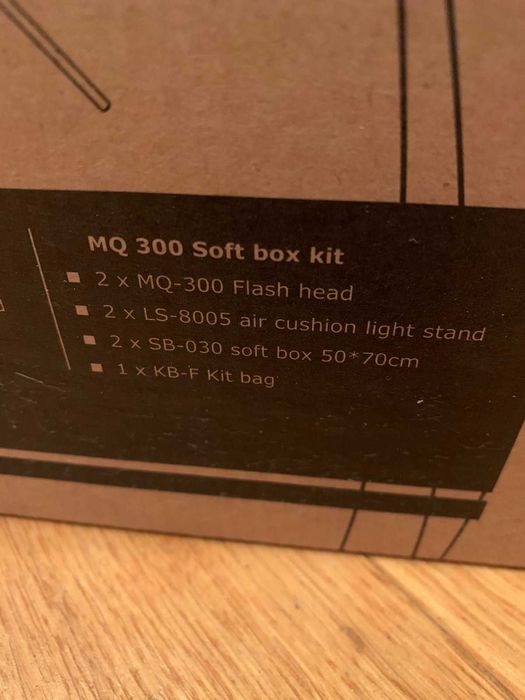 MQ 300 Soft box kit
2 x MQ-300 Flash head
2 x LS-8005 air cushion light stand
2 x SB-030 soft box 50*70cm
1 x KB-F Kit bag